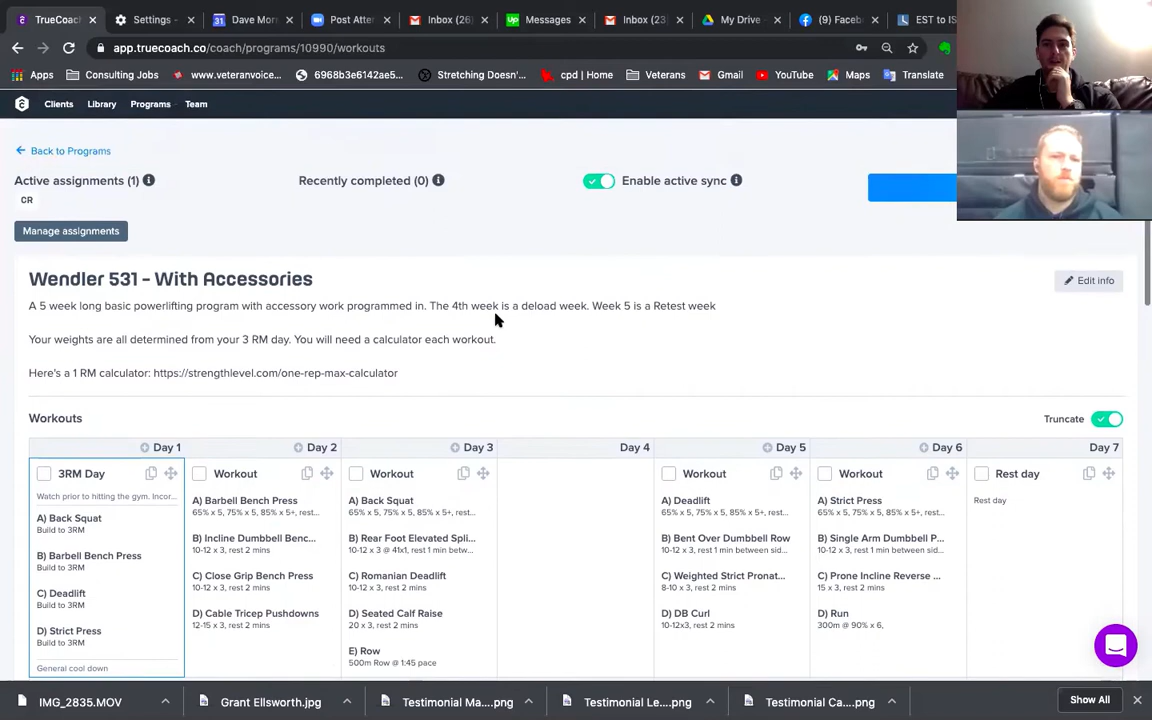 TrueCoach
Settings -
Dave Mor
Post Atter
Inbox (26
Messages
Inbox (23
My Drive -
(9) Faceb
EST to IS
app.truecoach.co/coach/programs/10990/workouts
Apps
Consulting Jobs
www.veteranvoice...
6968b3e6142ae5...
Stretching Doesn'...
cpd | Home
Veterans
Gmail
YouTube
Maps
Translate
Clients
Library
Programs
Team
Back to Programs
Active assignments (1)
Recently completed (0)
Enable active sync
CR
Manage assignments
Wendler 531 - With Accessories
Edit info
A 5 week long basic powerlifting program with accessory work programmed in. The 4th week is a deload week. Week 5 is a Retest week
Your weights are all determined from your 3 RM day. You will need a calculator each workout.
Here's a 1 RM calculator: https://strengthlevel.com/one-rep-max-calculator
Workouts
Truncate
Day 1
Day 2
Day 3
Day 4
Day 5
Day 6
Day 7
3RM Day
Watch prior to hitting the gym. Incor...
A) Back Squat
Build to 3RM
B) Barbell Bench Press
Build to 3RM
C) Deadlift
Build to 3RM
D) Strict Press
Build to 3RM
General cool down
Workout
A) Barbell Bench Press
65% x 5, 75% x 5, 85% x 5+, rest...
B) Incline Dumbbell Benc...
10-12 x 3, rest 2 mins
C) Close Grip Bench Press
10-12 x 3, rest 2 mins
D) Cable Tricep Pushdowns
12-15 x 3, rest 2 mins
Workout
A) Back Squat
65% x 5, 75% x 5, 85% x 5+, rest...
B) Rear Foot Elevated Spli...
10-12 x 3 @ 41x1, rest 1 min betw...
C) Romanian Deadlift
10-12 x 3, rest 2 mins
D) Seated Calf Raise
20 x 3, rest 2 mins
E) Row
500m Row @ 1:45 pace
Workout
A) Deadlift
65% x 5, 75% x 5, 85% x 5+, rest...
B) Bent Over Dumbbell Row
10-12 x 3, rest 1 min between sid...
C) Weighted Strict Pronat...
8-10 x 3, rest 2 mins
D) DB Curl
10-12x3, rest 2 mins
Workout
A) Strict Press
65% x 5, 75% x 5, 85% x 5+, rest...
B) Single Arm Dumbbell P...
10-12 x 3, rest 1 min between sid...
C) Prone Incline Reverse ...
15 x 3, rest 2 mins
D) Run
300m @ 90% x 6,
Rest day
Rest day
IMG_2835.MOV
Grant Ellsworth.jpg
Testimonial Ma....png
Testimonial Le....png
Testimonial Ca....png
Show All